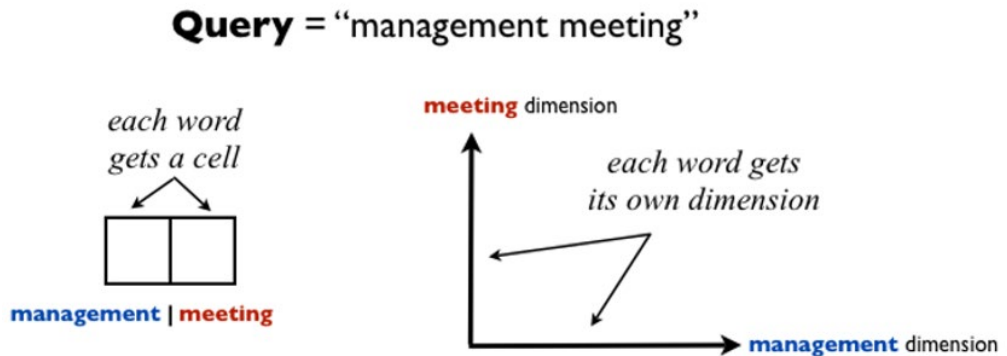 Query = “management meeting”
each word
gets a cell
management | meeting
meeting dimension
each word gets
its own dimension
management dimension